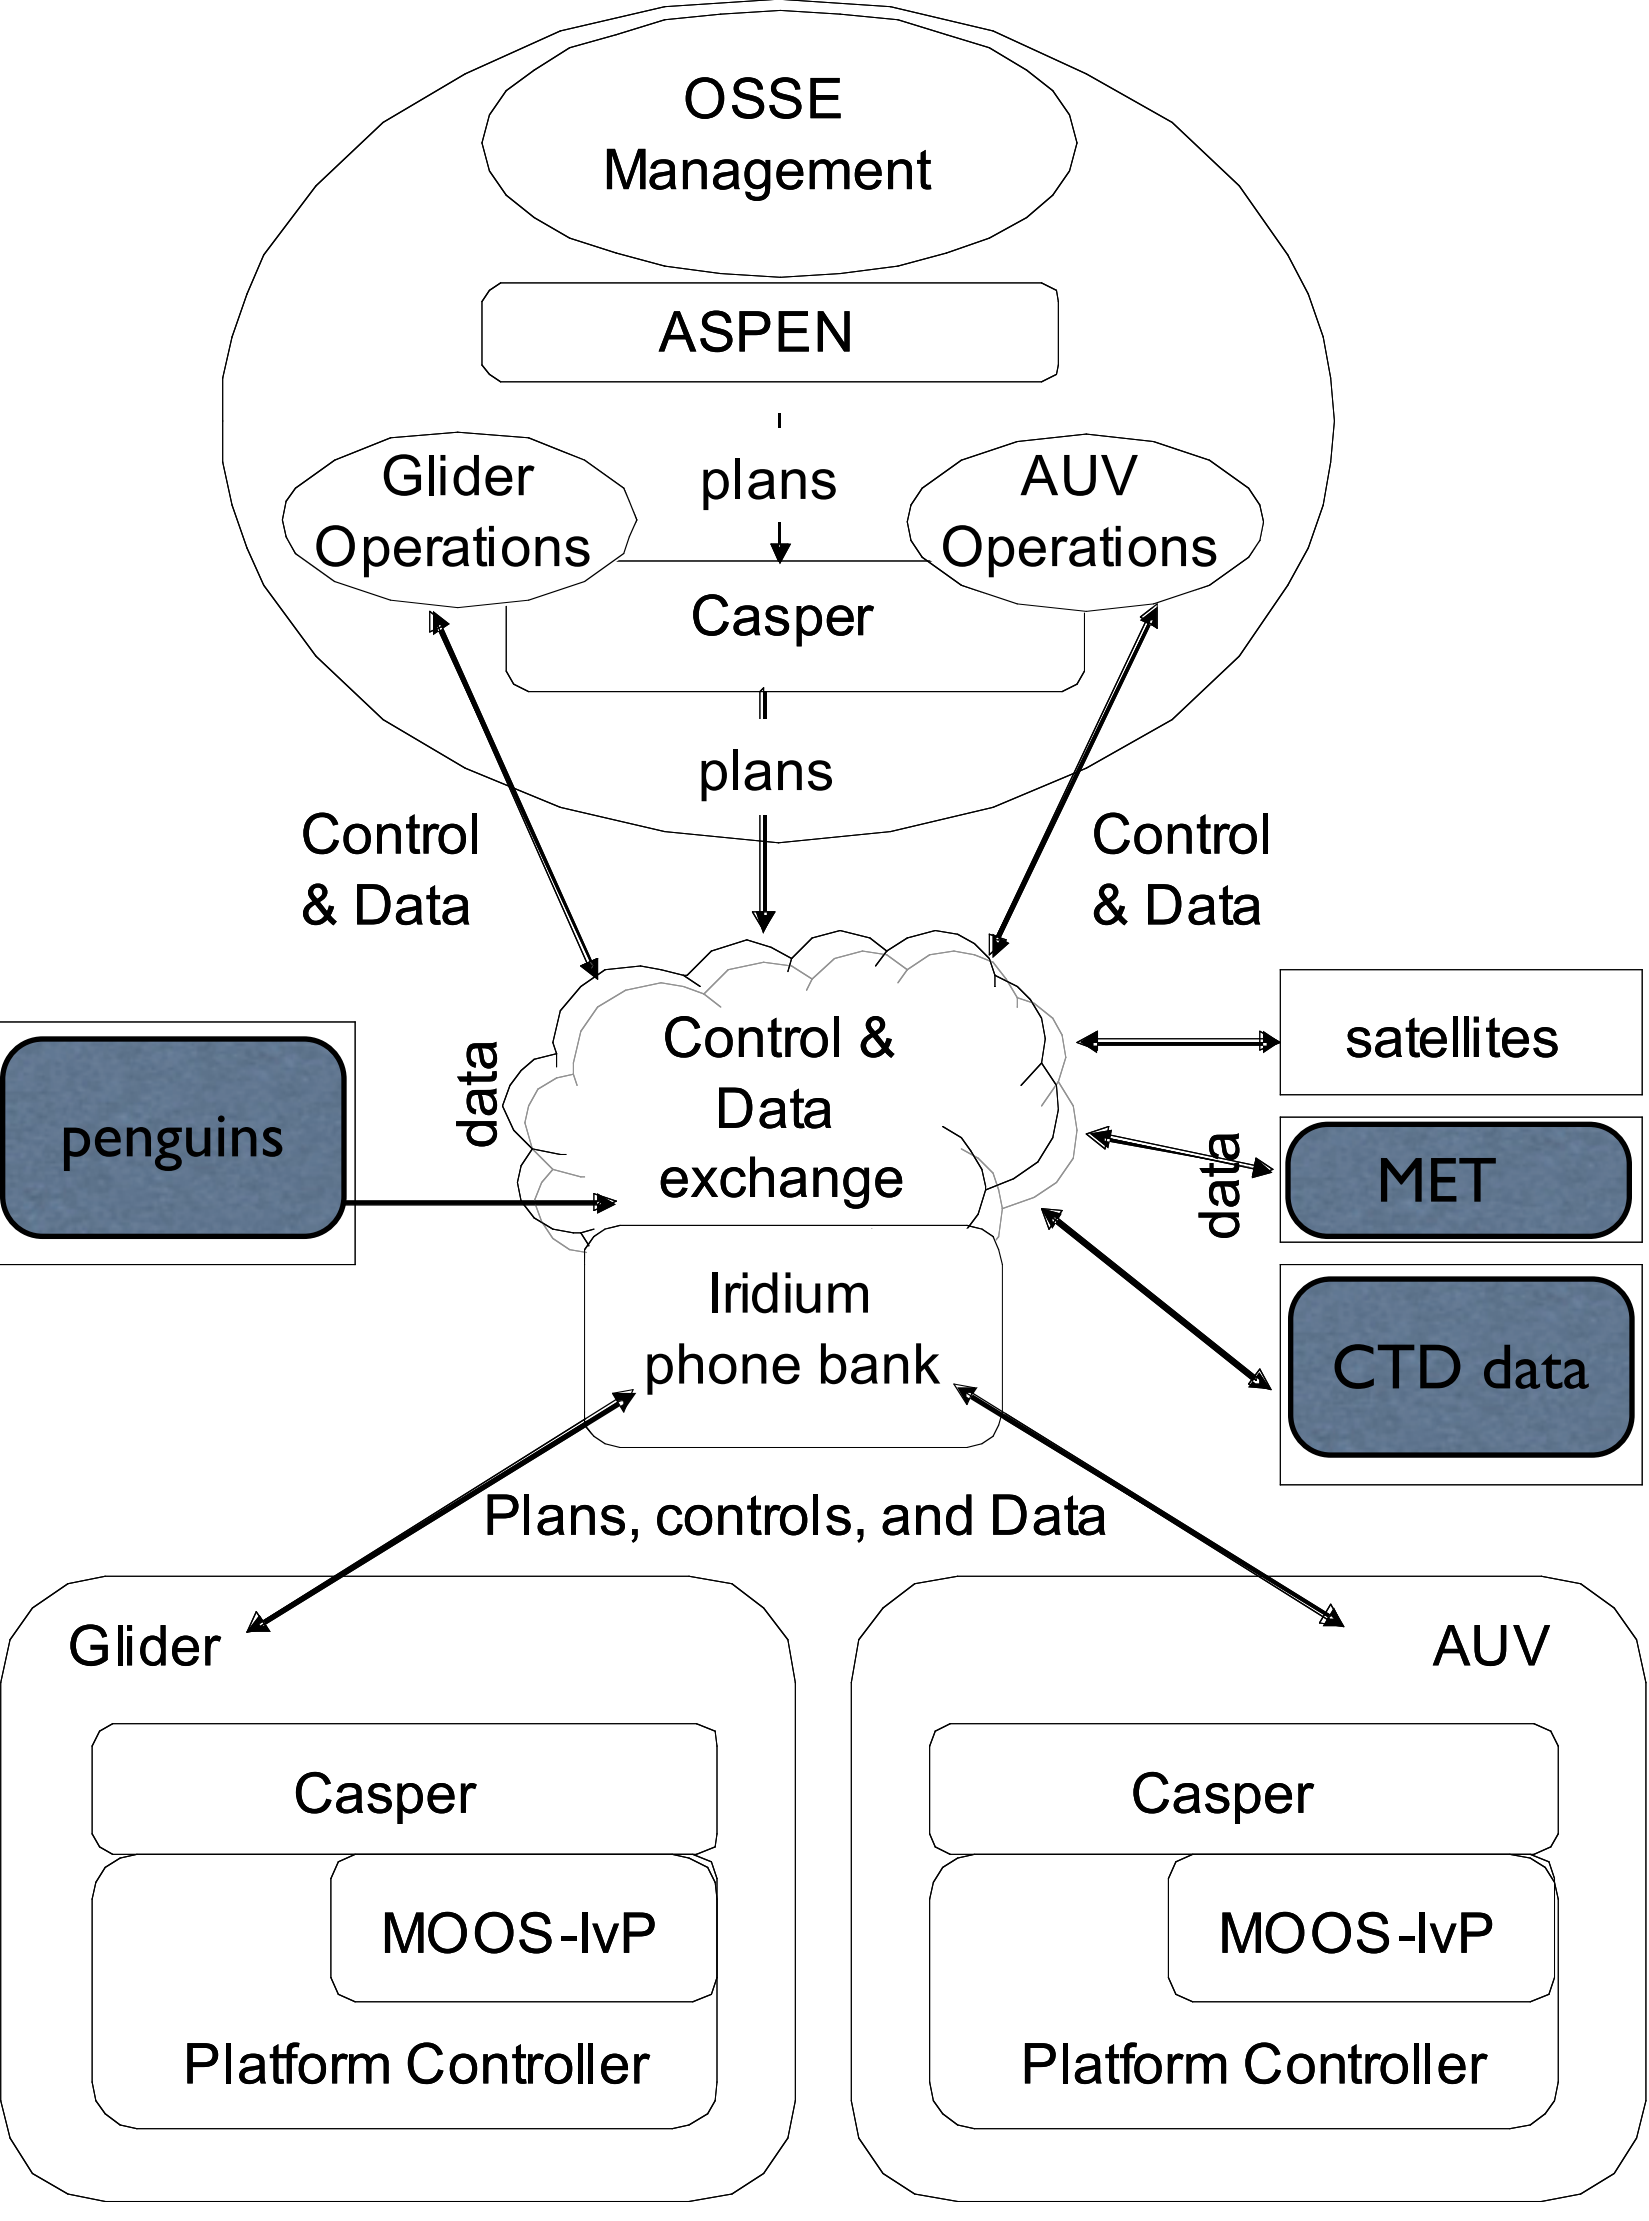 OSSE
Management
ASPEN
Glider
Operations
plans
AUV
Operations
Casper
plans
Control
& Data
Control
& Data
penguins
data
Control &
Data
exchange
satellites
data
MET
CTD data
Iridium
phone bank
Plans, controls, and Data
Glider
Casper
MOOS-IvP
Platform Controller
AUV
Casper
MOOS-IvP
Platform Controller